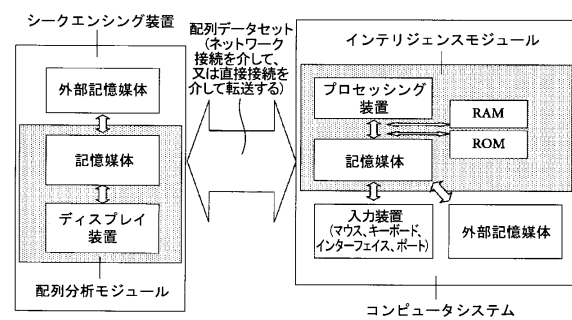 シークエンシング装置
外部記憶媒体
記憶媒体
ディスプレイ
装置
配列分析モジュール
配列データセット
(ネットワーク
接続を介して、
又は直接接続を
介して転送する)
インテリジェンスモジュール
プロセッシング
装置
RAM
ROM
記憶媒体
入力装置
(マウス、キーボード、
インターフェイス、ポート)
外部記憶媒体
コンピュータシステム